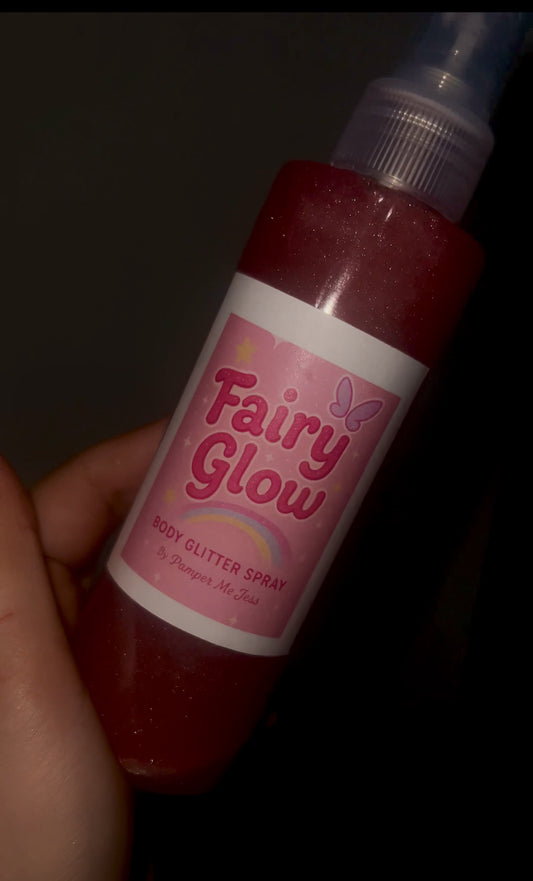 Fairy
Glow
BODY GLITTER SPRAY
By Pamper Me Jess